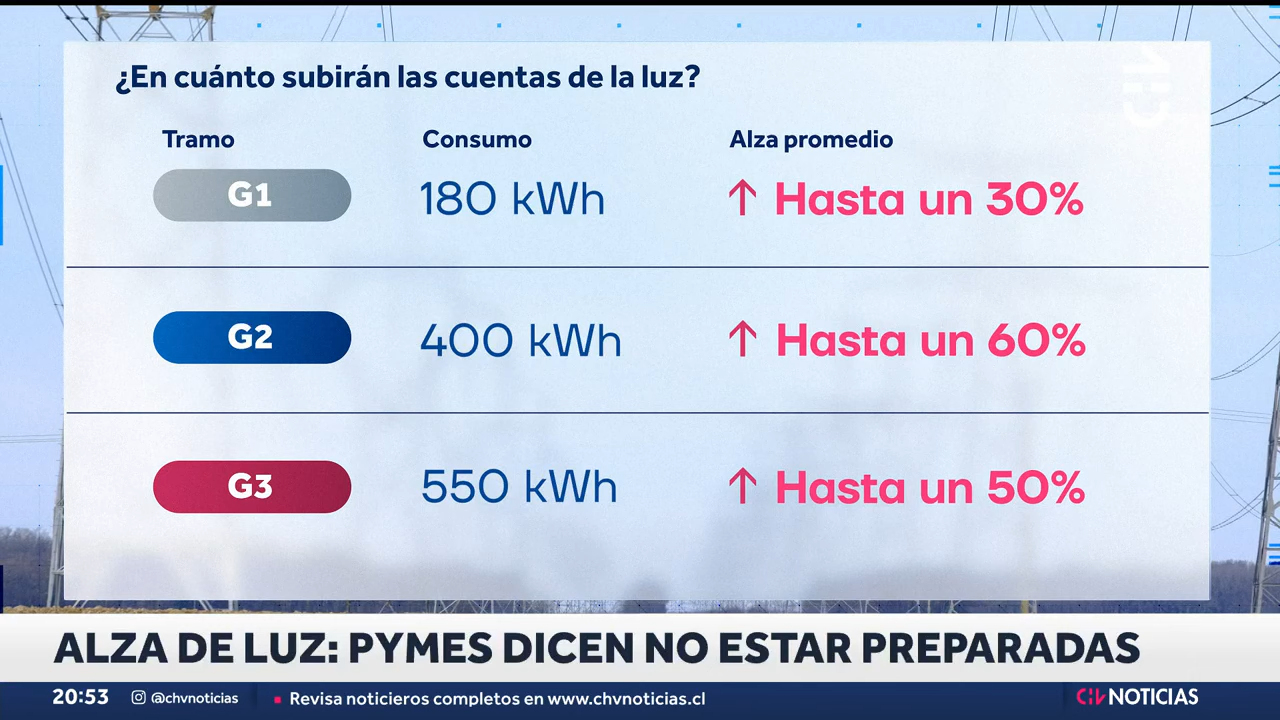 ¿En cuánto subirán las cuentas de la luz?
Tramo Consumo Alza promedio
G1 180 kWh ↑ Hasta un 30%
G2 400 kWh ↑ Hasta un 60%
G3 550 kWh ↑ Hasta un 50%
CHV
ALZA DE LUZ: PYMES DICEN NO ESTAR PREPARADAS
20:53 @chvnoticias Revisa noticieros completos en www.chvnoticias.cl CHV NOTICIAS